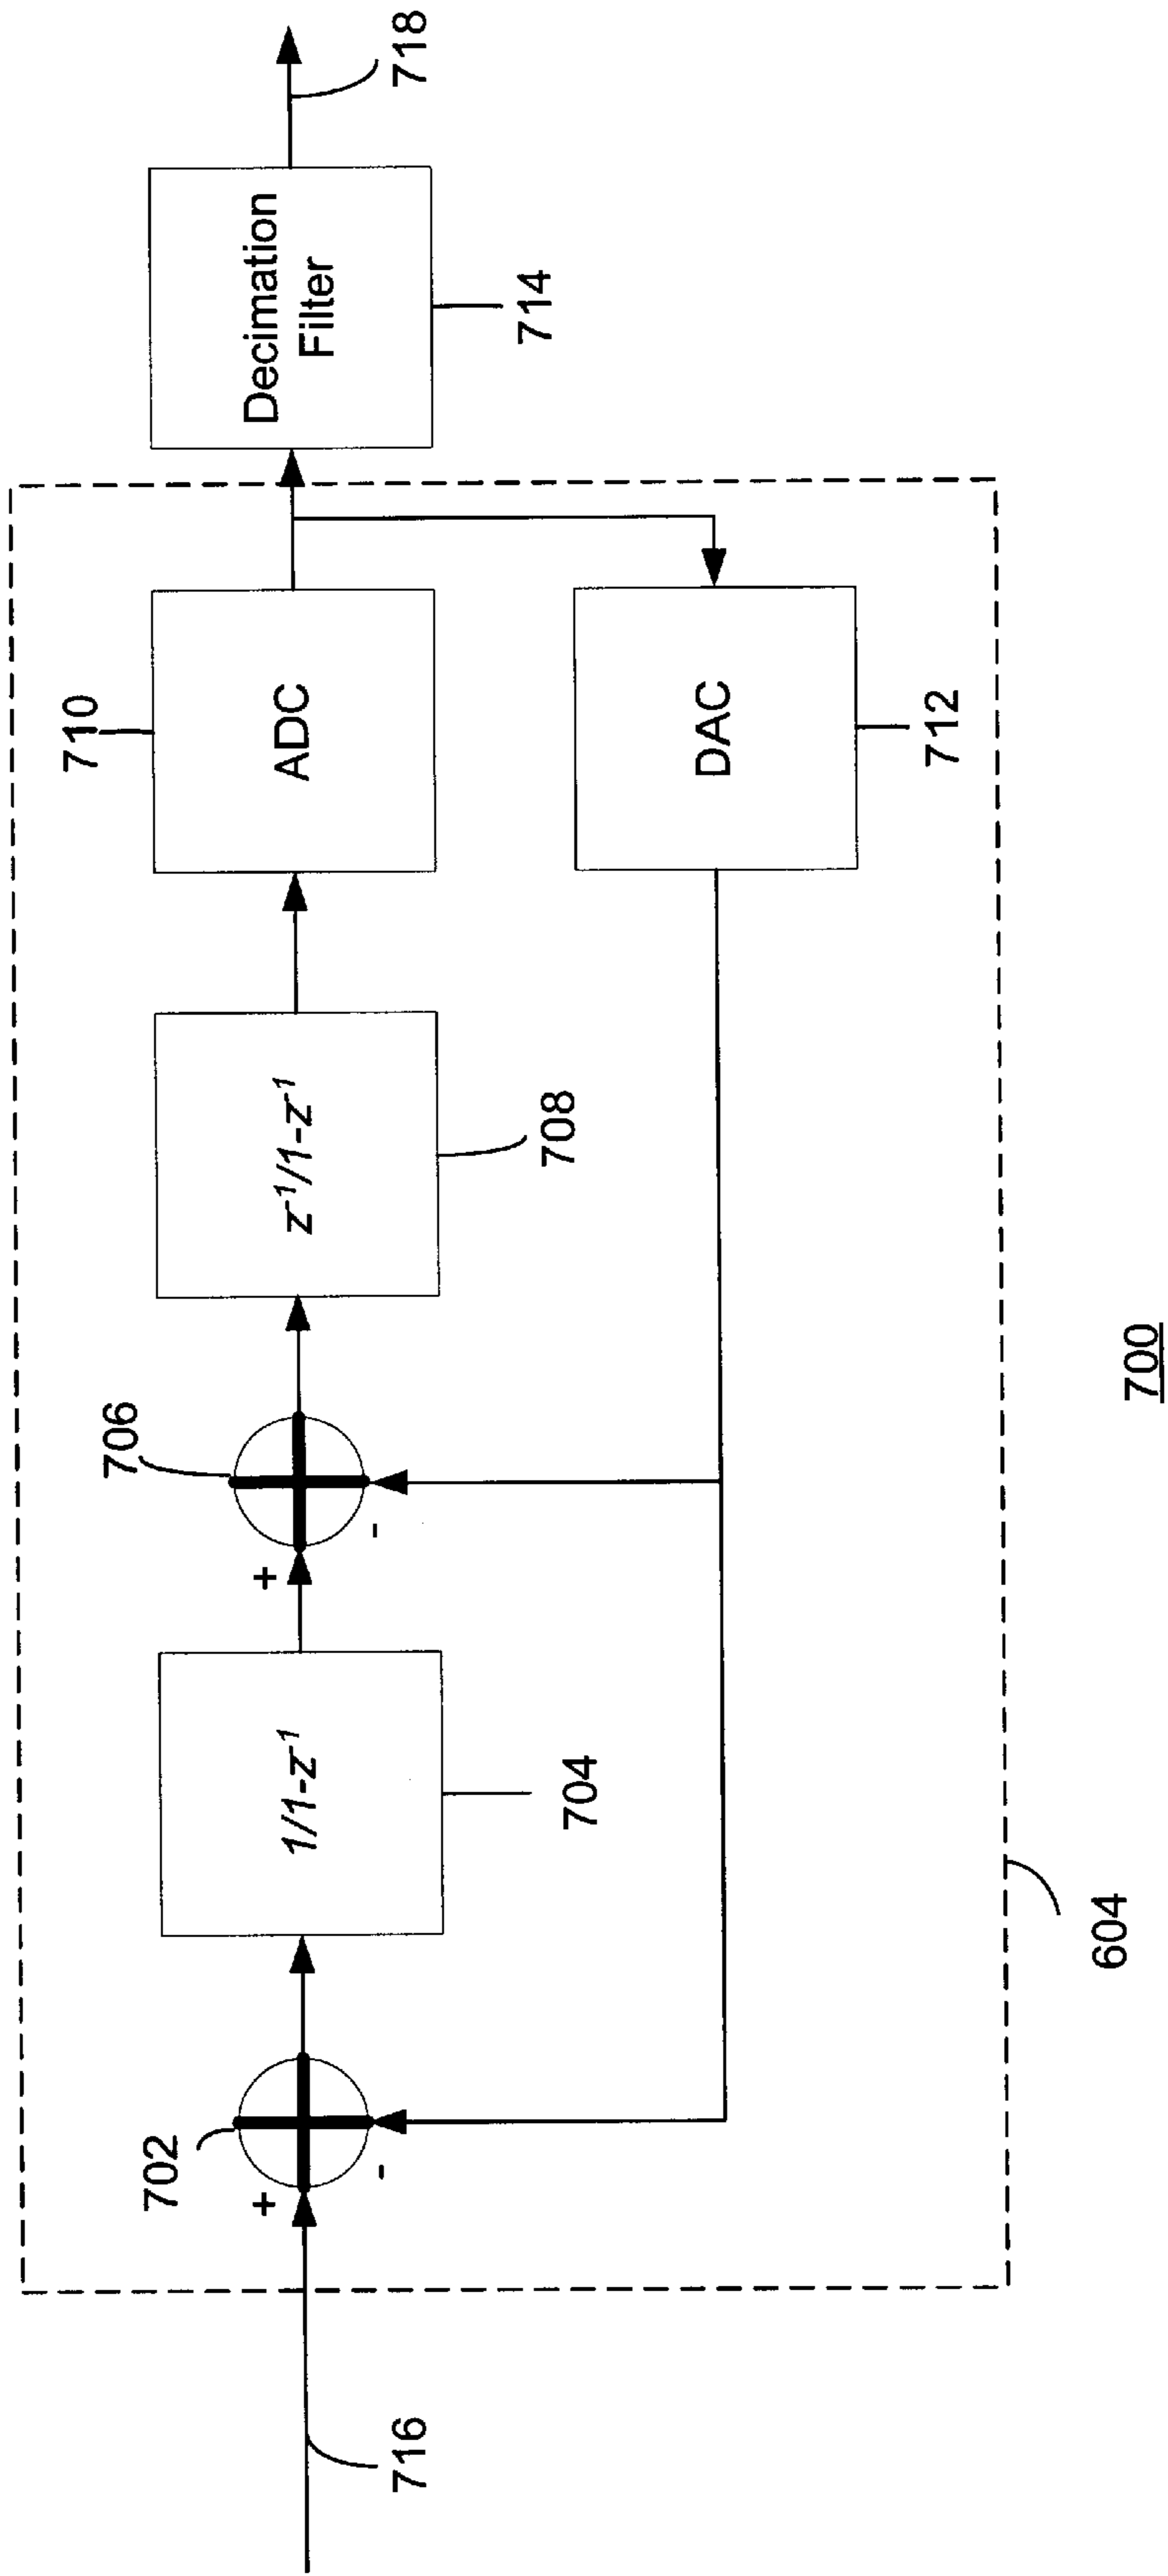 702
706
710
+
+
1/1-z⁻¹
z⁻¹/1-z⁻¹
ADC
Decimation
Filter
-
-
716
704
708
714
718
DAC
712
604
700